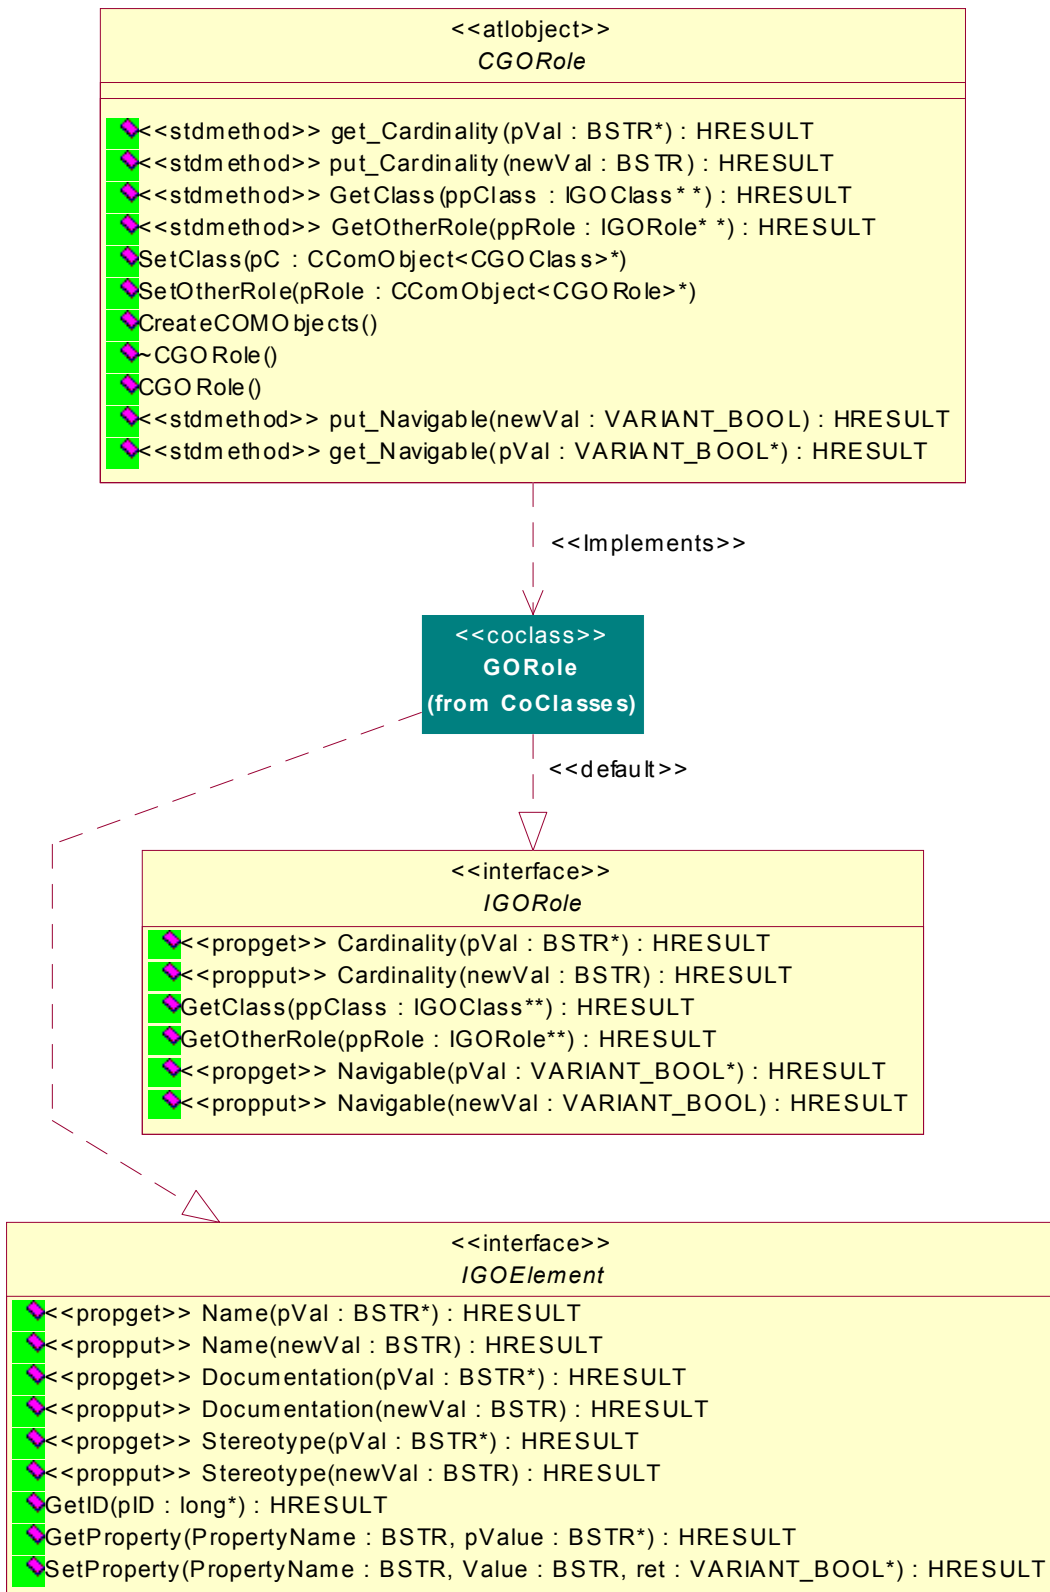 <<atlobject>>
CGORole
<<stdmethod>> get_Cardinality(pVal : BSTR*) : HRESULT
<<stdmethod>> put_Cardinality(newVal : BSTR) : HRESULT
<<stdmethod>> GetClass(ppClass : IGOClass* *) : HRESULT
<<stdmethod>> GetOtherRole(ppRole : IGORole* *) : HRESULT
SetClass(pC : CComObject<CGOClass>*)
SetOtherRole(pRole : CComObject<CGORole>*)
CreateCOMObjects()
~CGORole()
CGORole()
<<stdmethod>> put_Navigable(newVal : VARIANT_BOOL) : HRESULT
<<stdmethod>> get_Navigable(pVal : VARIANT_BOOL*) : HRESULT
<<Implements>>
<<coclass>>
GORole
(from CoClasses)
<<default>>
<<interface>>
IGORole
<<propget>> Cardinality(pVal : BSTR*) : HRESULT
<<propput>> Cardinality(newVal : BSTR) : HRESULT
GetClass(ppClass : IGOClass**) : HRESULT
GetOtherRole(ppRole : IGORole**) : HRESULT
<<propget>> Navigable(pVal : VARIANT_BOOL*) : HRESULT
<<propput>> Navigable(newVal : VARIANT_BOOL) : HRESULT
<<interface>>
IGOElement
<<propget>> Name(pVal : BSTR*) : HRESULT
<<propput>> Name(newVal : BSTR) : HRESULT
<<propget>> Documentation(pVal : BSTR*) : HRESULT
<<propput>> Documentation(newVal : BSTR) : HRESULT
<<propget>> Stereotype(pVal : BSTR*) : HRESULT
<<propput>> Stereotype(newVal : BSTR) : HRESULT
GetID(pID : long*) : HRESULT
GetProperty(PropertyName : BSTR, pValue : BSTR*) : HRESULT
SetProperty(PropertyName : BSTR, Value : BSTR, ret : VARIANT_BOOL*) : HRESULT